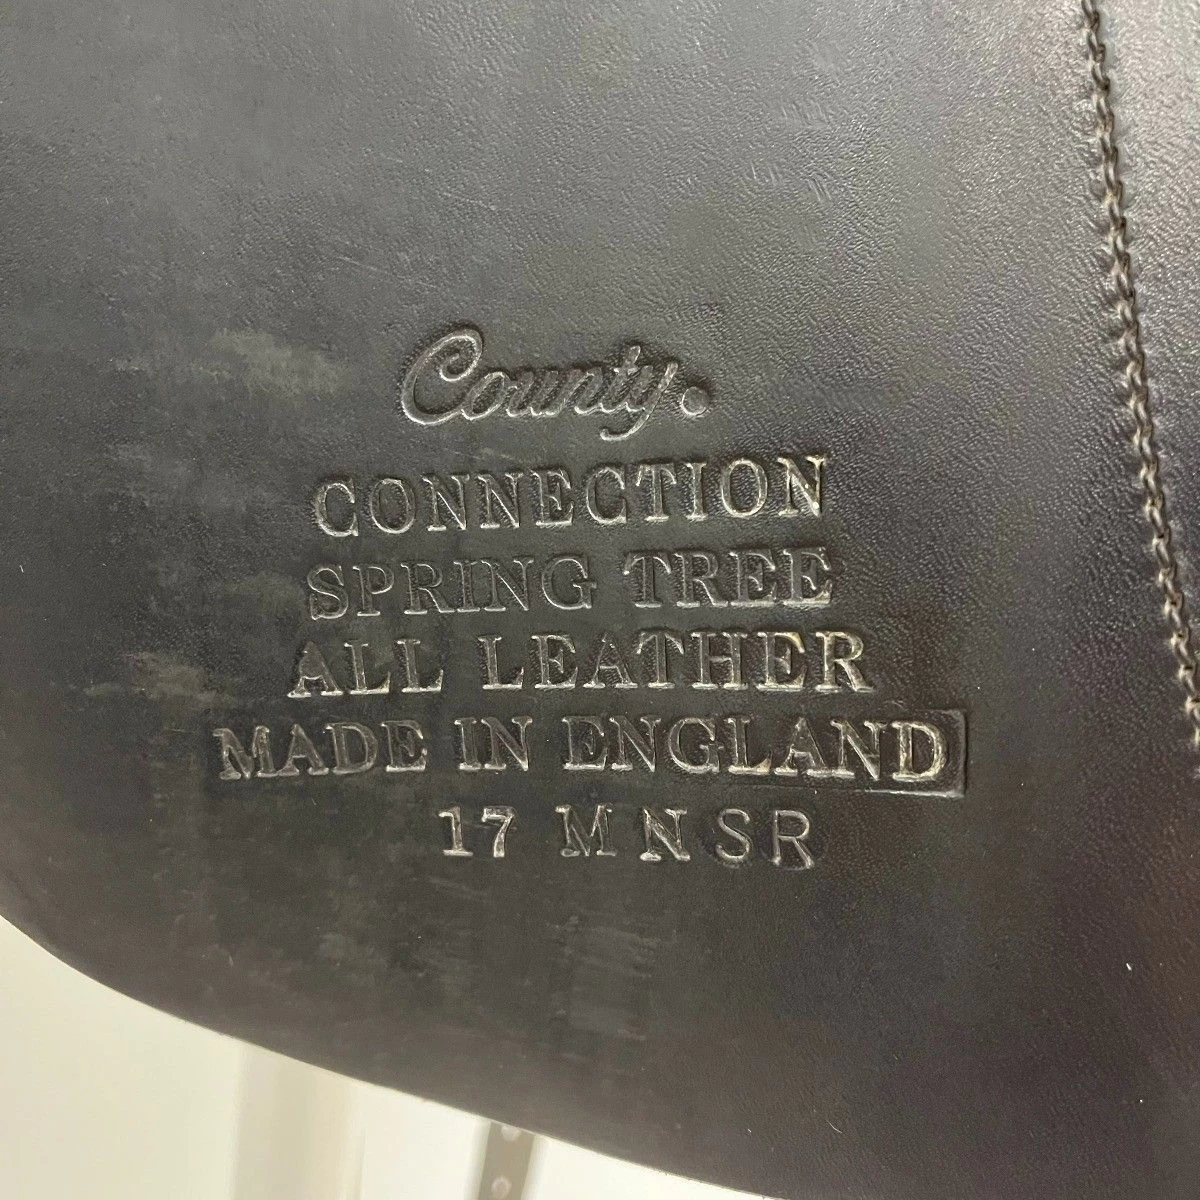 County.
CONNECTION
SPRING TREE
ALL LEATHER
MADE IN ENGLAND
17 M N SR